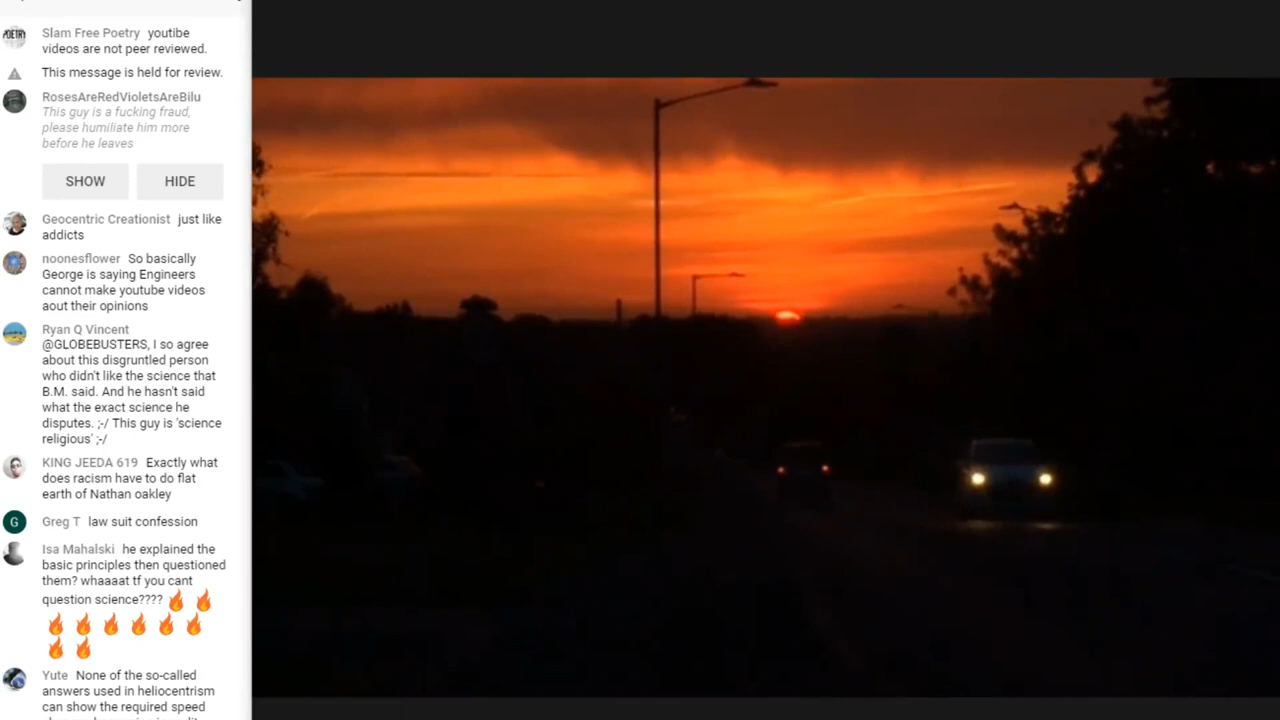 Slam Free Poetry youtibe
videos are not peer reviewed.
This message is held for review.
RosesAreRedVioletsAreBilu
This guy is a fucking fraud,
please humiliate him more
before he leaves
SHOW HIDE
Geocentric Creationist just like
addicts
noonesflower So basically
George is saying Engineers
cannot make youtube videos
aout their opinions
Ryan Q Vincent
@GLOBEBUSTERS, I so agree
about this disgruntled person
who didn't like the science that
B.M. said. And he hasn't said
what the exact science he
disputes. ;-/ This guy is 'science
religious' ;-/
KING JEEDA 619 Exactly what
does racism have to do flat
earth of Nathan oakley
G Greg T law suit confession
Isa Mahalski he explained the
basic principles then questioned
them? whaaaat tf you cant
question science???? 🔥 🔥
🔥 🔥 🔥 🔥 🔥 🔥
🔥 🔥
Yute None of the so-called
answers used in heliocentrism
can show the required speed